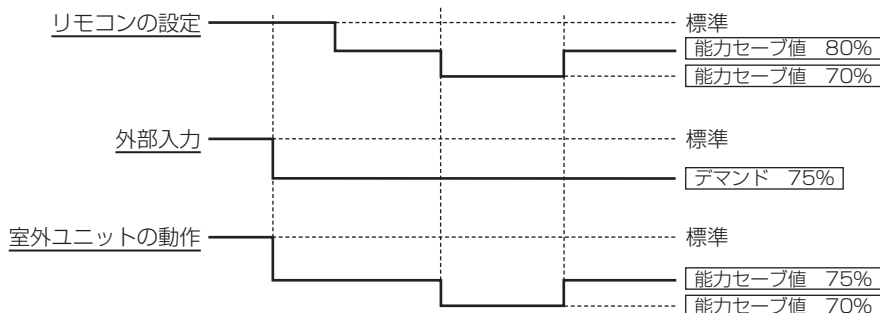 リモコンの設定
標準
能力セーブ値 80%
能力セーブ値 70%
外部入力
標準
デマンド 75%
室外ユニットの動作
標準
能力セーブ値 75%
能力セーブ値 70%